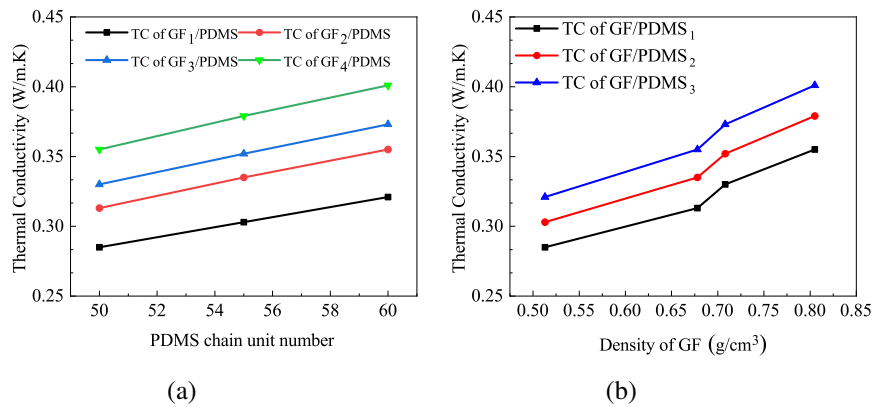 0.45
TC of GF1/PDMS TC of GF2/PDMS
TC of GF3/PDMS TC of GF4/PDMS
0.40
0.35
0.30
0.25
50 52 54 56 58 60
Thermal Conductivity (W/m.K)
PDMS chain unit number
(a)
0.45
TC of GF/PDMS1
TC of GF/PDMS2
TC of GF/PDMS3
0.40
0.35
0.30
0.25
0.50 0.55 0.60 0.65 0.70 0.75 0.80 0.85
Thermal Conductivity (W/m.K)
Density of GF (g/cm³)
(b)